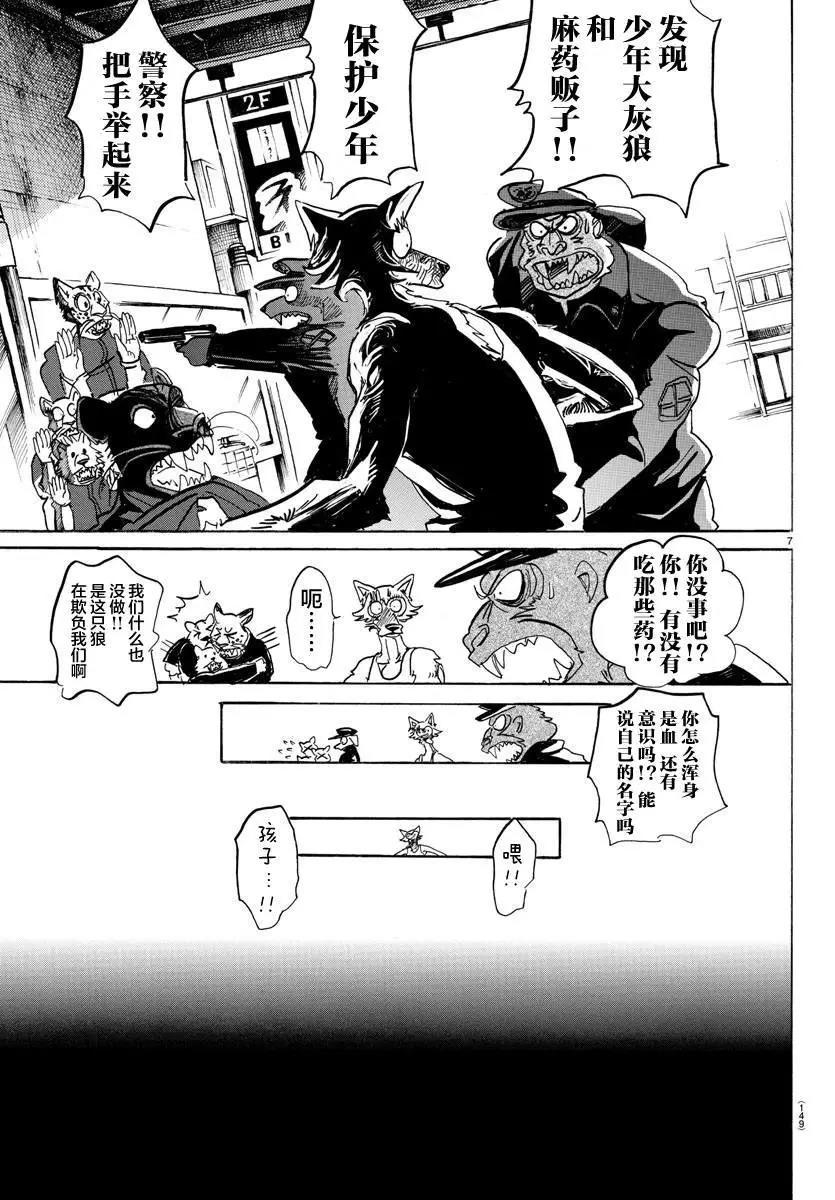 发现
少年大灰狼
和
麻药贩子!!
保护少年
警察!!
把手举起来
2F
B1
7
你没事吧!?
你!! 有没有
吃那些药!?
呃……
我们什么也
没做!!
是这只狼
在欺负我们啊
你怎么浑身
是血 还有
意识吗!? 能
说自己的名字吗
喂!!
孩子…!!
(149)